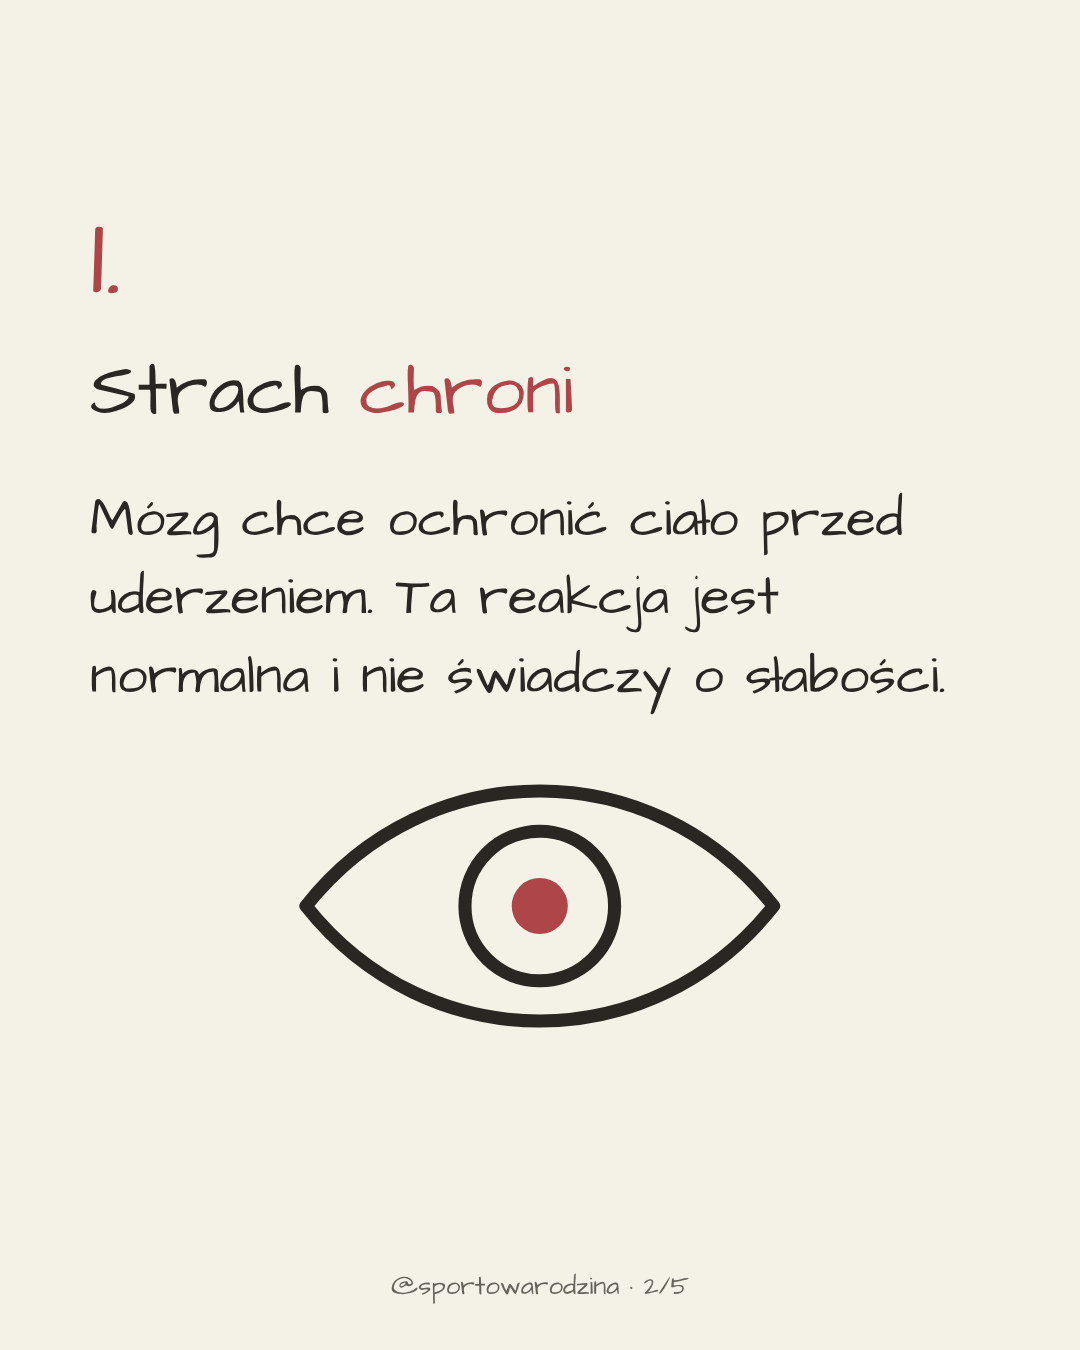 1.
Strach chroni
Mózg chce ochronić ciało przed
uderzeniem. Ta reakcja jest
normalna i nie świadczy o słabości.
@sportowarodzina · 2/5